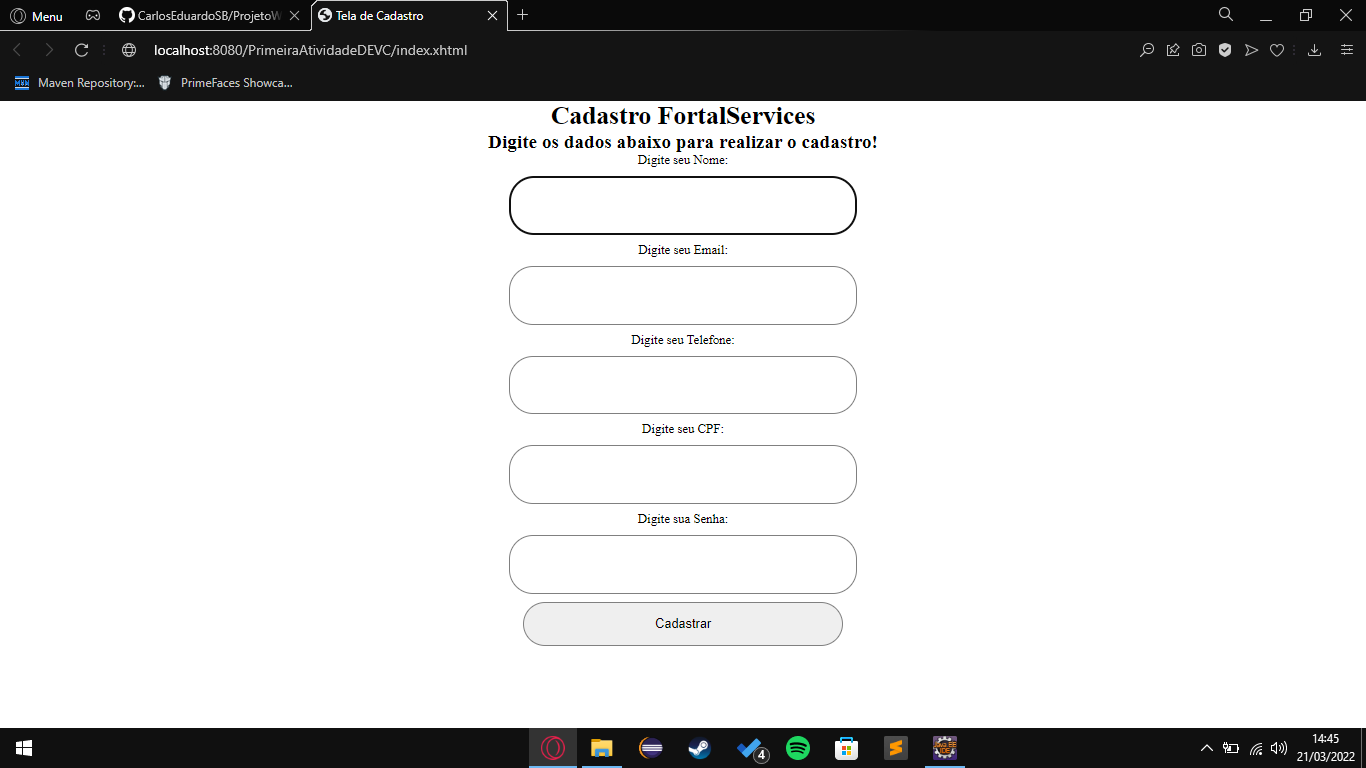 Menu
CarlosEduardoSB/ProjetoW
Tela de Cadastro
localhost:8080/PrimeiraAtividadeDEVC/index.xhtml
Maven Repository:...
PrimeFaces Showca...
Cadastro FortalServices
Digite os dados abaixo para realizar o cadastro!
Digite seu Nome:
Digite seu Email:
Digite seu Telefone:
Digite seu CPF:
Digite sua Senha:
Cadastrar
4
14:45
21/03/2022